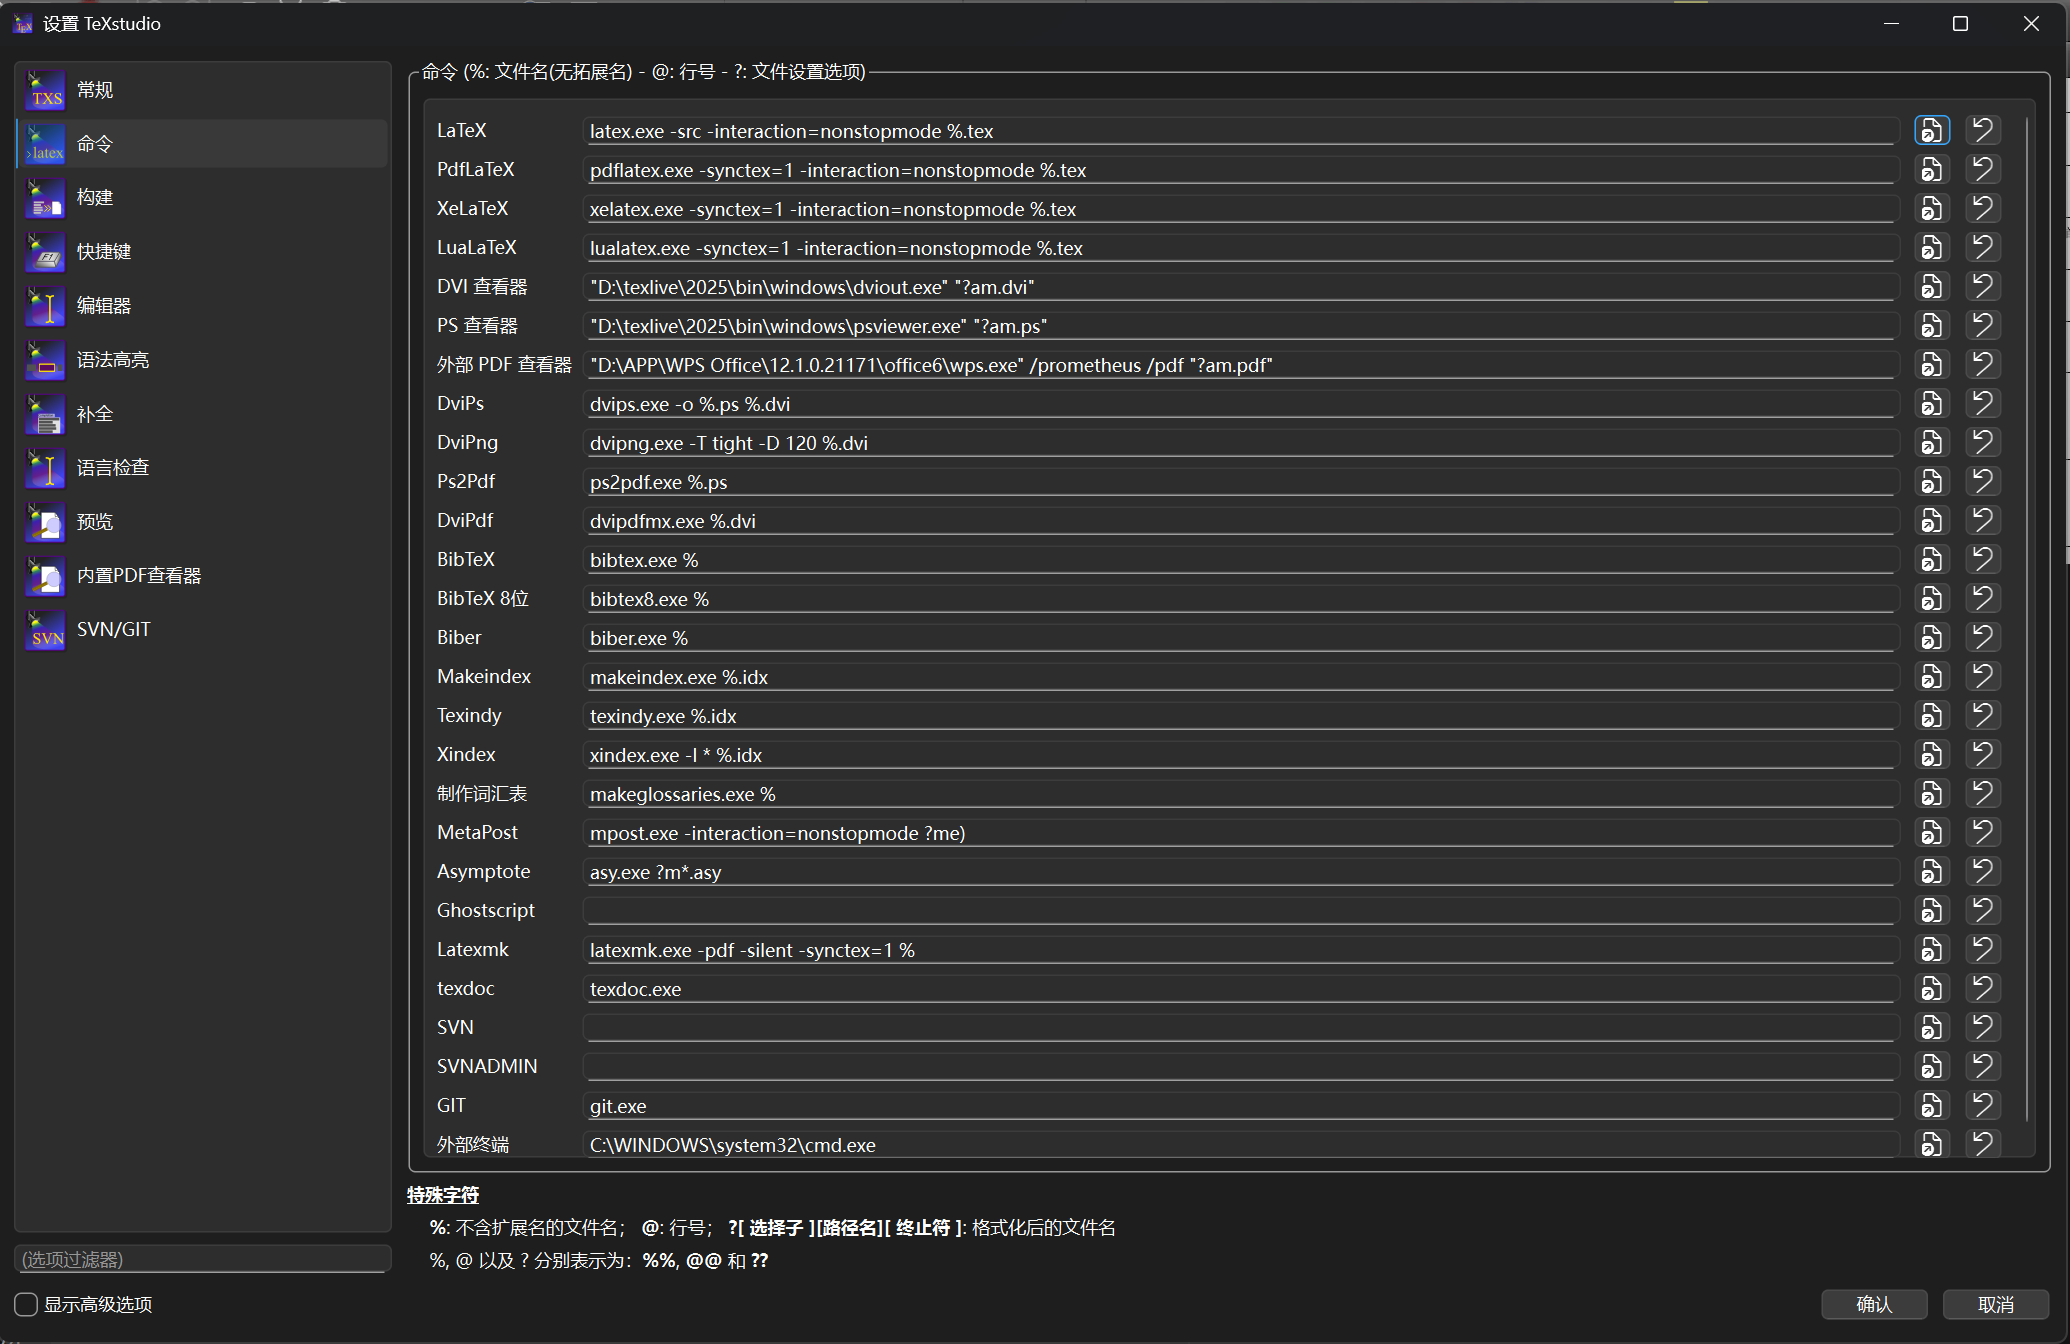 设置 TeXstudio
常规
命令
构建
快捷键
编辑器
语法高亮
补全
语言检查
预览
内置PDF查看器
SVN/GIT
(选项过滤器)
显示高级选项
命令 (%: 文件名(无拓展名) - @: 行号 - ?: 文件设置选项)
LaTeX latex.exe -src -interaction=nonstopmode %.tex
PdfLaTeX pdflatex.exe -synctex=1 -interaction=nonstopmode %.tex
XeLaTeX xelatex.exe -synctex=1 -interaction=nonstopmode %.tex
LuaLaTeX lualatex.exe -synctex=1 -interaction=nonstopmode %.tex
DVI 查看器 "D:\texlive\2025\bin\windows\dviout.exe" "?am.dvi"
PS 查看器 "D:\texlive\2025\bin\windows\psviewer.exe" "?am.ps"
外部 PDF 查看器 "D:\APP\WPS Office\12.1.0.21171\office6\wps.exe" /prometheus /pdf "?am.pdf"
DviPs dvips.exe -o %.ps %.dvi
DviPng dvipng.exe -T tight -D 120 %.dvi
Ps2Pdf ps2pdf.exe %.ps
DviPdf dvipdfmx.exe %.dvi
BibTeX bibtex.exe %
BibTeX 8位 bibtex8.exe %
Biber biber.exe %
Makeindex makeindex.exe %.idx
Texindy texindy.exe %.idx
Xindex xindex.exe -l * %.idx
制作词汇表 makeglossaries.exe %
MetaPost mpost.exe -interaction=nonstopmode ?me)
Asymptote asy.exe ?m*.asy
Ghostscript
Latexmk latexmk.exe -pdf -silent -synctex=1 %
texdoc texdoc.exe
SVN
SVNADMIN
GIT git.exe
外部终端 C:\WINDOWS\system32\cmd.exe
特殊字符
%: 不含扩展名的文件名； @: 行号； ?[ 选择子 ][路径名][ 终止符 ]: 格式化后的文件名
%, @ 以及 ? 分别表示为：%%, @@ 和 ??
确认
取消